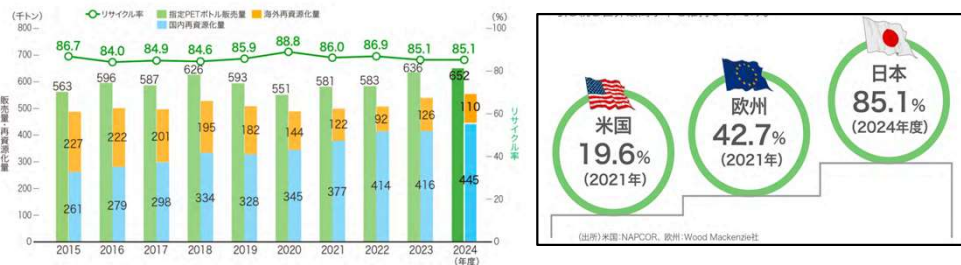 (千トン)
リサイクル率
指定PETボトル販売量
海外再資源化量
国内再資源化量
(%)
800
700
600
500
400
300
200
100
0
販売量・再資源化量
100
80
60
40
20
0
リサイクル率
86.7 84.0 84.9 84.6 85.9 88.8 86.0 86.9 85.1 85.1
563 596 587 626 593 551 581 583 636 652
227 222 201 195 182 144 122 92 126 110
261 279 298 334 328 345 377 414 416 445
2015 2016 2017 2018 2019 2020 2021 2022 2023 2024
(年度)
米国
19.6%
(2021年)
欧州
42.7%
(2021年)
日本
85.1%
(2024年度)
(出所)米国:NAPCOR、欧州:Wood Mackenzie社